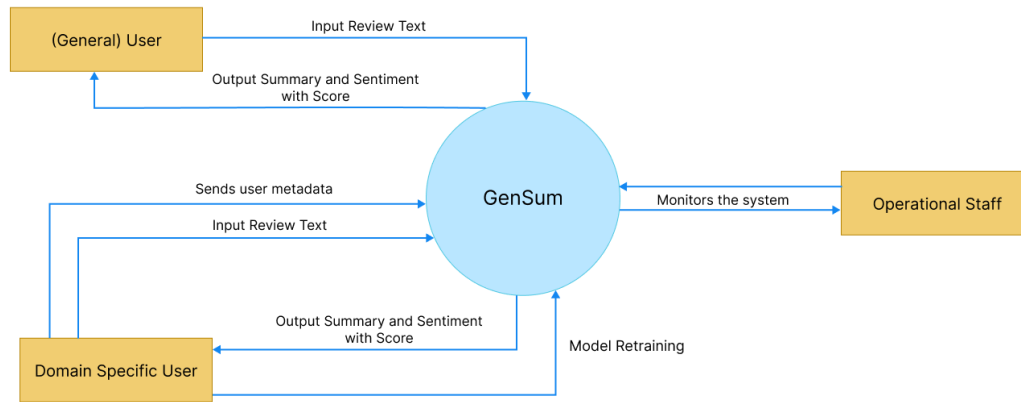 (General) User
Input Review Text
Output Summary and Sentiment
with Score
GenSum
Sends user metadata
Input Review Text
Monitors the system
Operational Staff
Output Summary and Sentiment
with Score
Model Retraining
Domain Specific User